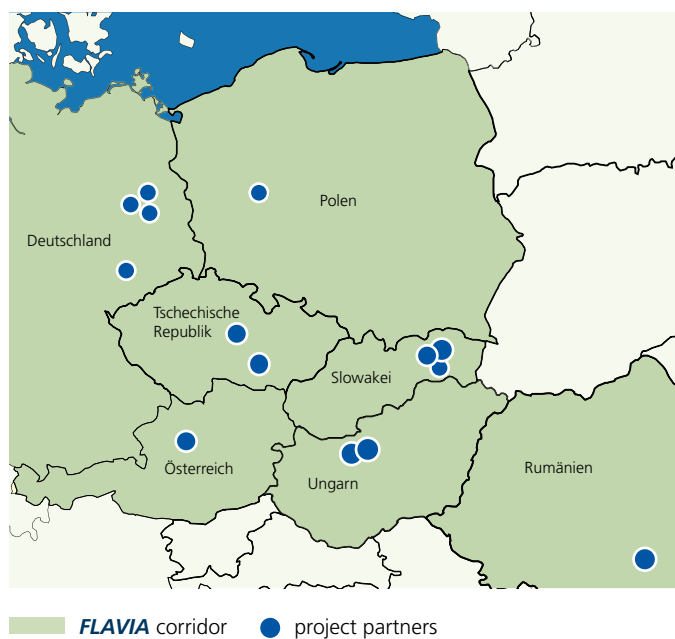 Polen
Deutschland
Tschechische
Republik
Slowakei
Österreich
Ungarn
Rumänien
FLAVIA corridor
project partners